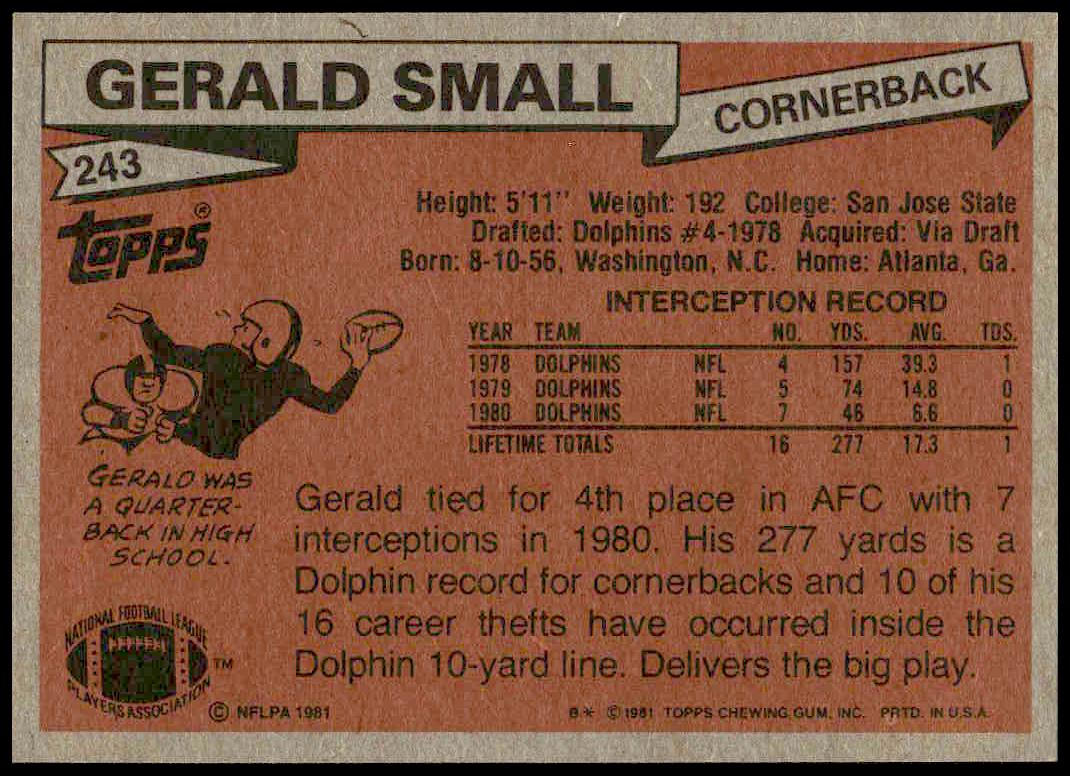 GERALD SMALL
CORNERBACK
243
TOPPS®
Height: 5'11" Weight: 192 College: San Jose State
Drafted: Dolphins #4-1978 Acquired: Via Draft
Born: 8-10-56, Washington, N.C. Home: Atlanta, Ga.
INTERCEPTION RECORD
YEAR TEAM NO. YDS. AVG. TDS.
1978 DOLPHINS NFL 4 157 39.3 1
1979 DOLPHINS NFL 5 74 14.8 0
1980 DOLPHINS NFL 7 46 6.6 0
LIFETIME TOTALS 16 277 17.3 1
GERALD WAS
A QUARTER-
BACK IN HIGH
SCHOOL.
Gerald tied for 4th place in AFC with 7
interceptions in 1980. His 277 yards is a
Dolphin record for cornerbacks and 10 of his
16 career thefts have occurred inside the
Dolphin 10-yard line. Delivers the big play.
NATIONAL FOOTBALL LEAGUE
PLAYERS ASSOCIATION
TM
© NFLPA 1981
B* © 1981 TOPPS CHEWING GUM, INC. PRTD. IN U.S.A.